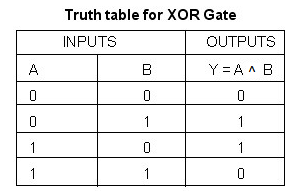 Truth table for XOR Gate
INPUTS OUTPUTS
A B Y = A ^ B
0 0 0
0 1 1
1 0 1
1 1 0